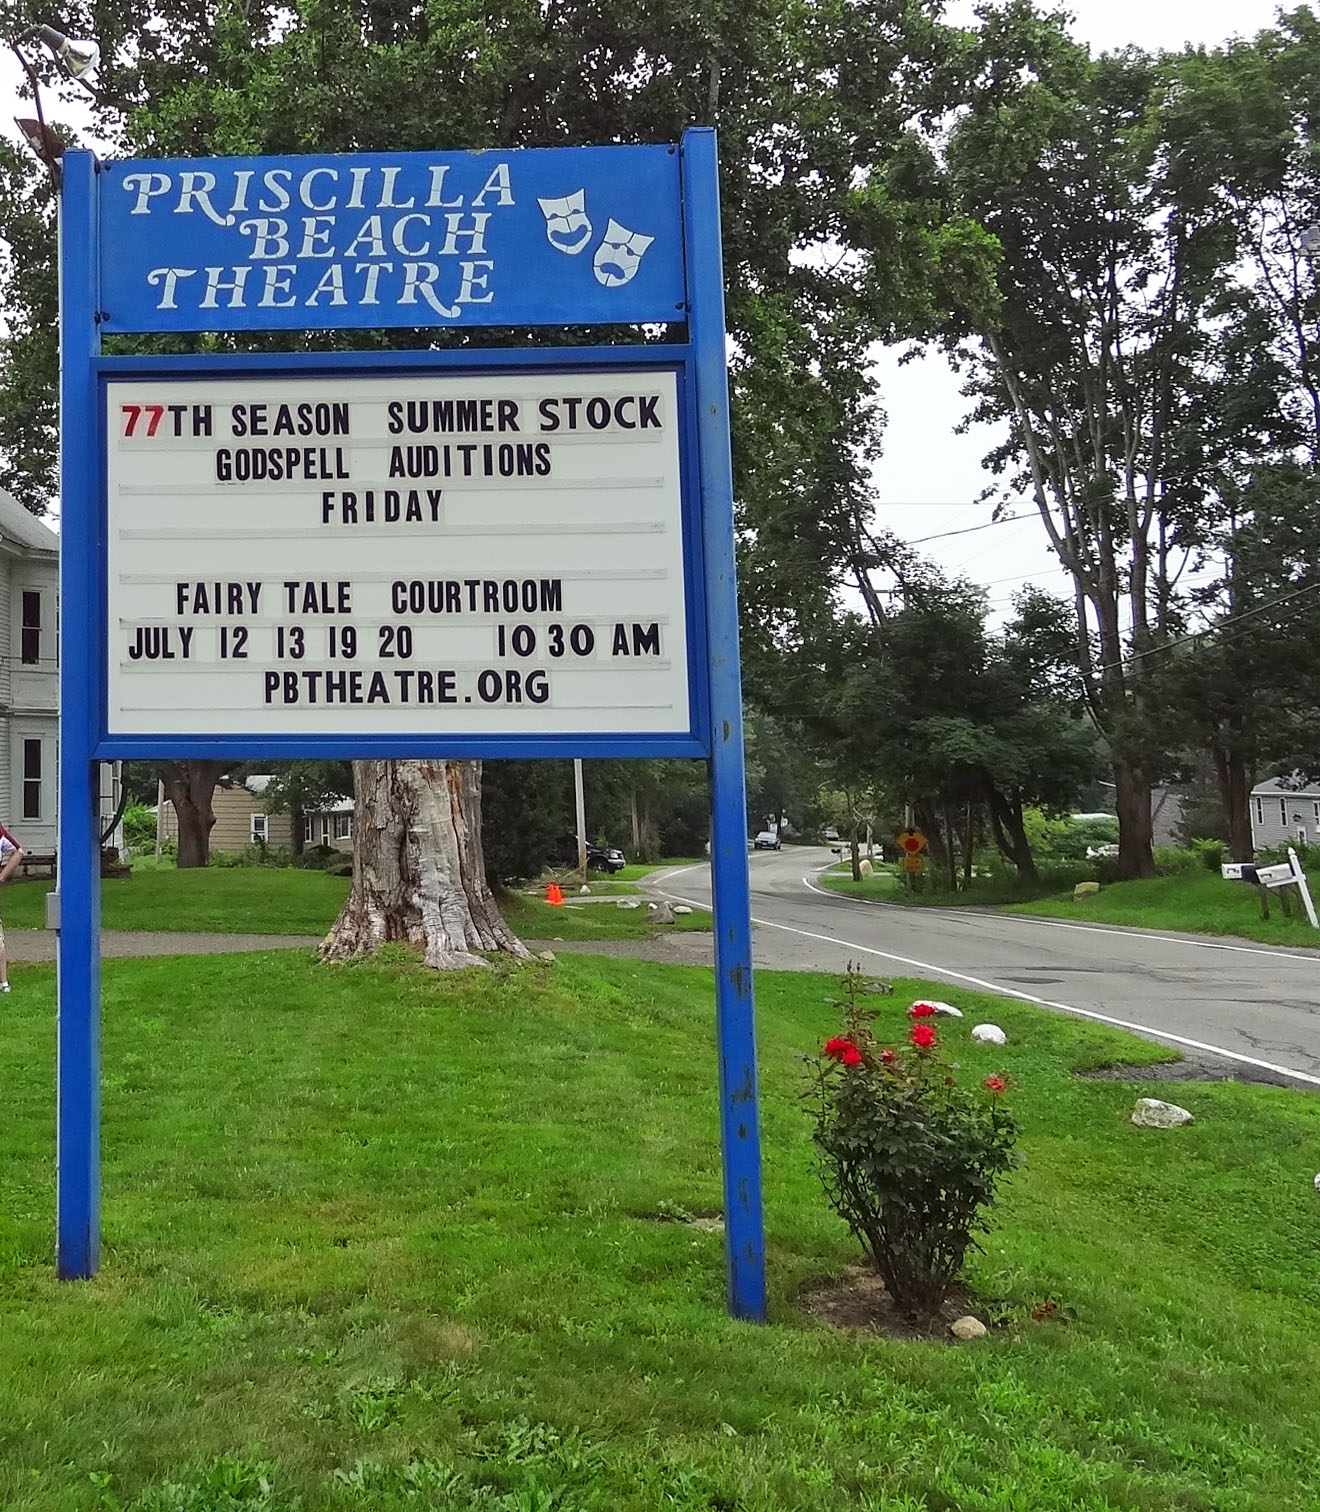 PRISCILLA
BEACH
THEATRE
77TH SEASON SUMMER STOCK
GODSPELL AUDITIONS
FRIDAY
FAIRY TALE COURTROOM
JULY 12 13 19 20 10 30 AM
PBTHEATRE.ORG